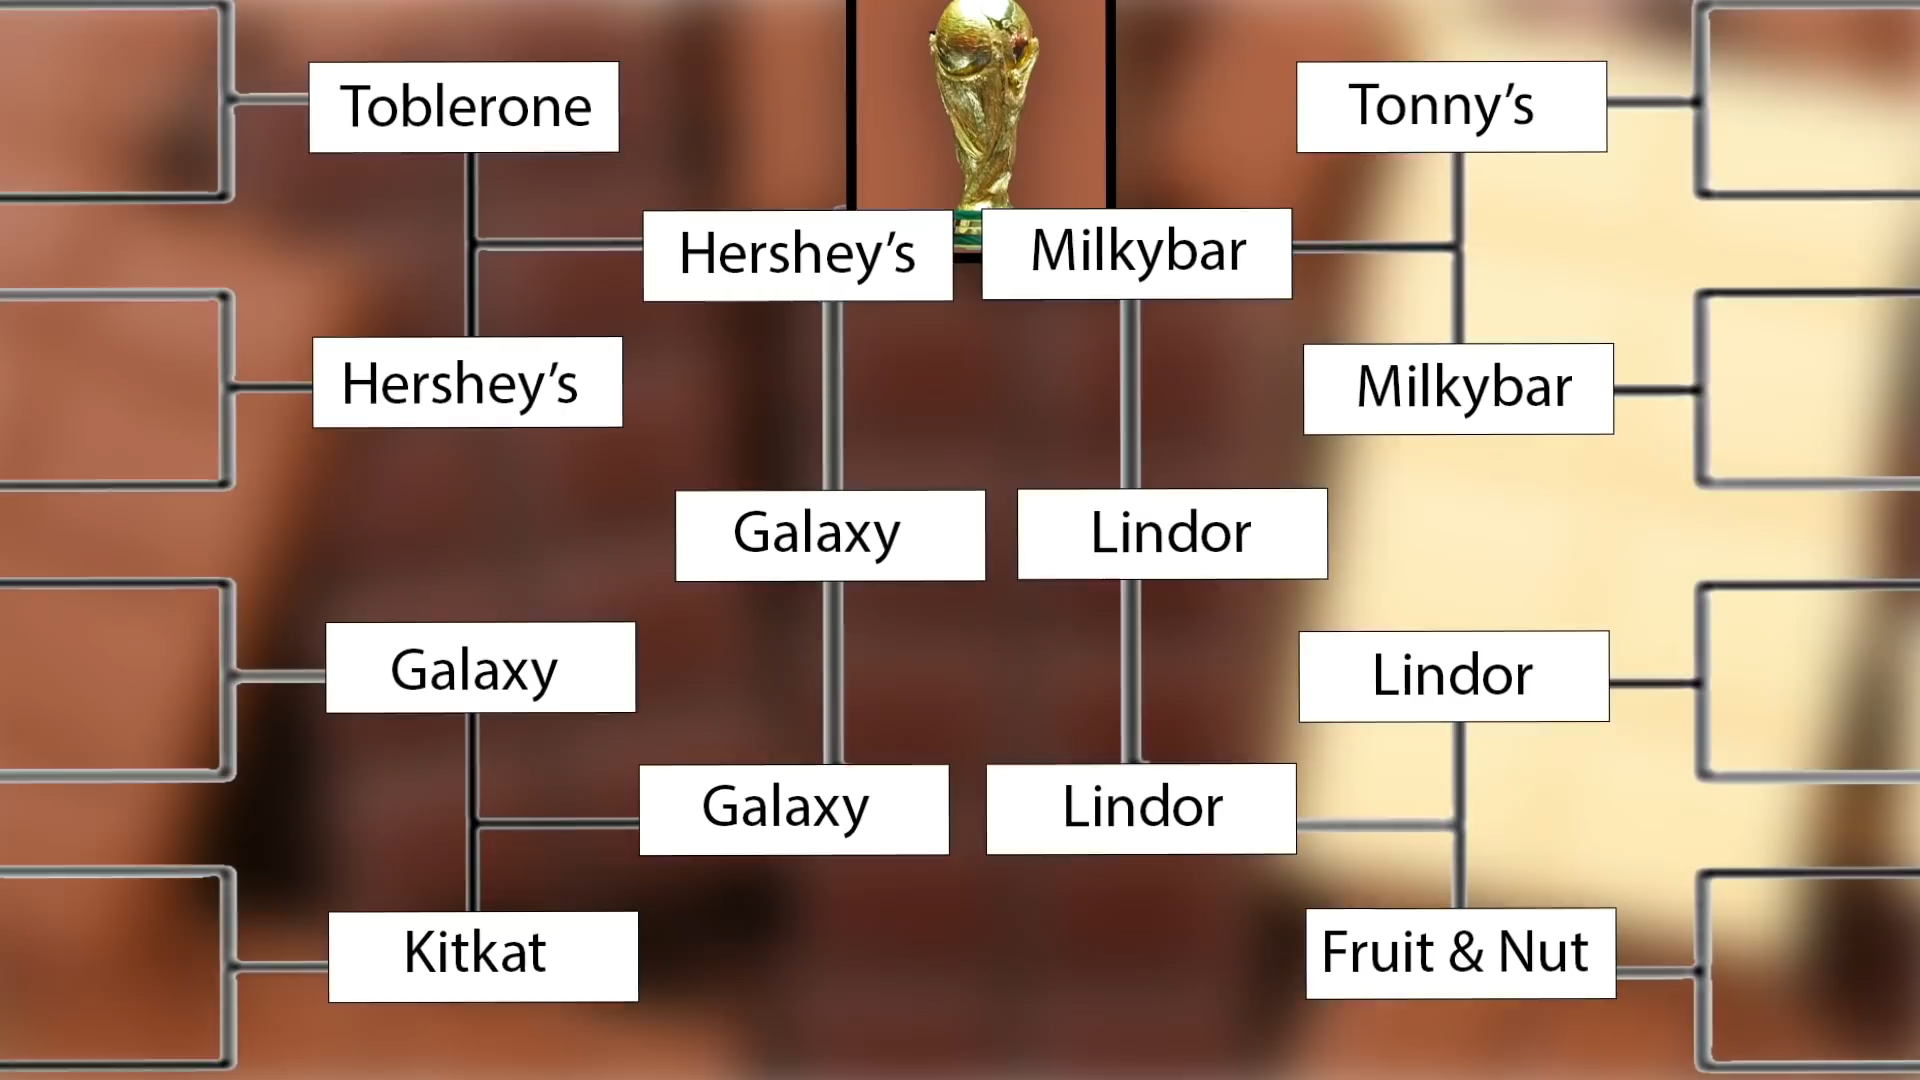 Toblerone
Tonny’s
Hershey’s
Milkybar
Hershey’s
Milkybar
Galaxy
Lindor
Galaxy
Lindor
Galaxy
Lindor
Kitkat
Fruit & Nut